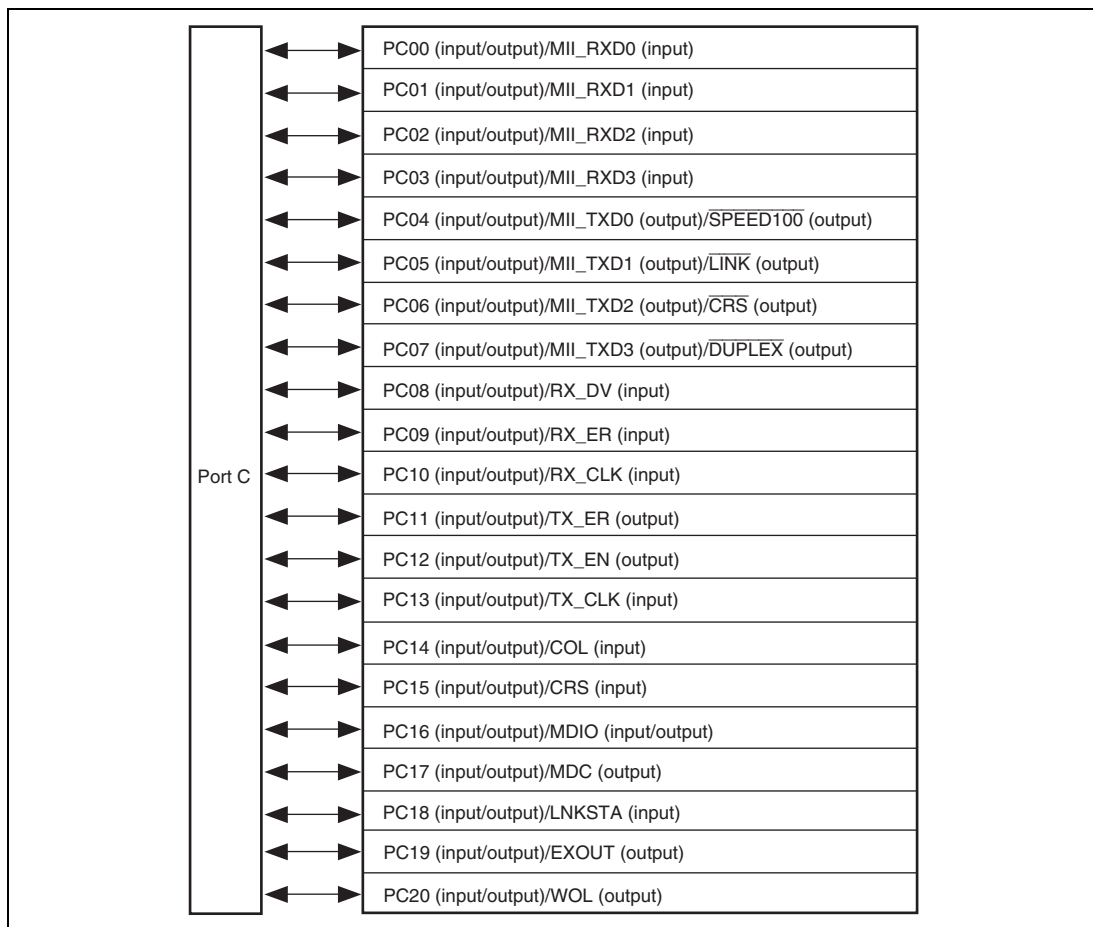 Port C
PC00 (input/output)/MII_RXD0 (input)
PC01 (input/output)/MII_RXD1 (input)
PC02 (input/output)/MII_RXD2 (input)
PC03 (input/output)/MII_RXD3 (input)
PC04 (input/output)/MII_TXD0 (output)/S̅P̅E̅E̅D̅1̅0̅0̅ (output)
PC05 (input/output)/MII_TXD1 (output)/L̅I̅N̅K̅ (output)
PC06 (input/output)/MII_TXD2 (output)/C̅R̅S̅ (output)
PC07 (input/output)/MII_TXD3 (output)/D̅U̅P̅L̅E̅X̅ (output)
PC08 (input/output)/RX_DV (input)
PC09 (input/output)/RX_ER (input)
PC10 (input/output)/RX_CLK (input)
PC11 (input/output)/TX_ER (output)
PC12 (input/output)/TX_EN (output)
PC13 (input/output)/TX_CLK (input)
PC14 (input/output)/COL (input)
PC15 (input/output)/CRS (input)
PC16 (input/output)/MDIO (input/output)
PC17 (input/output)/MDC (output)
PC18 (input/output)/LNKSTA (input)
PC19 (input/output)/EXOUT (output)
PC20 (input/output)/WOL (output)